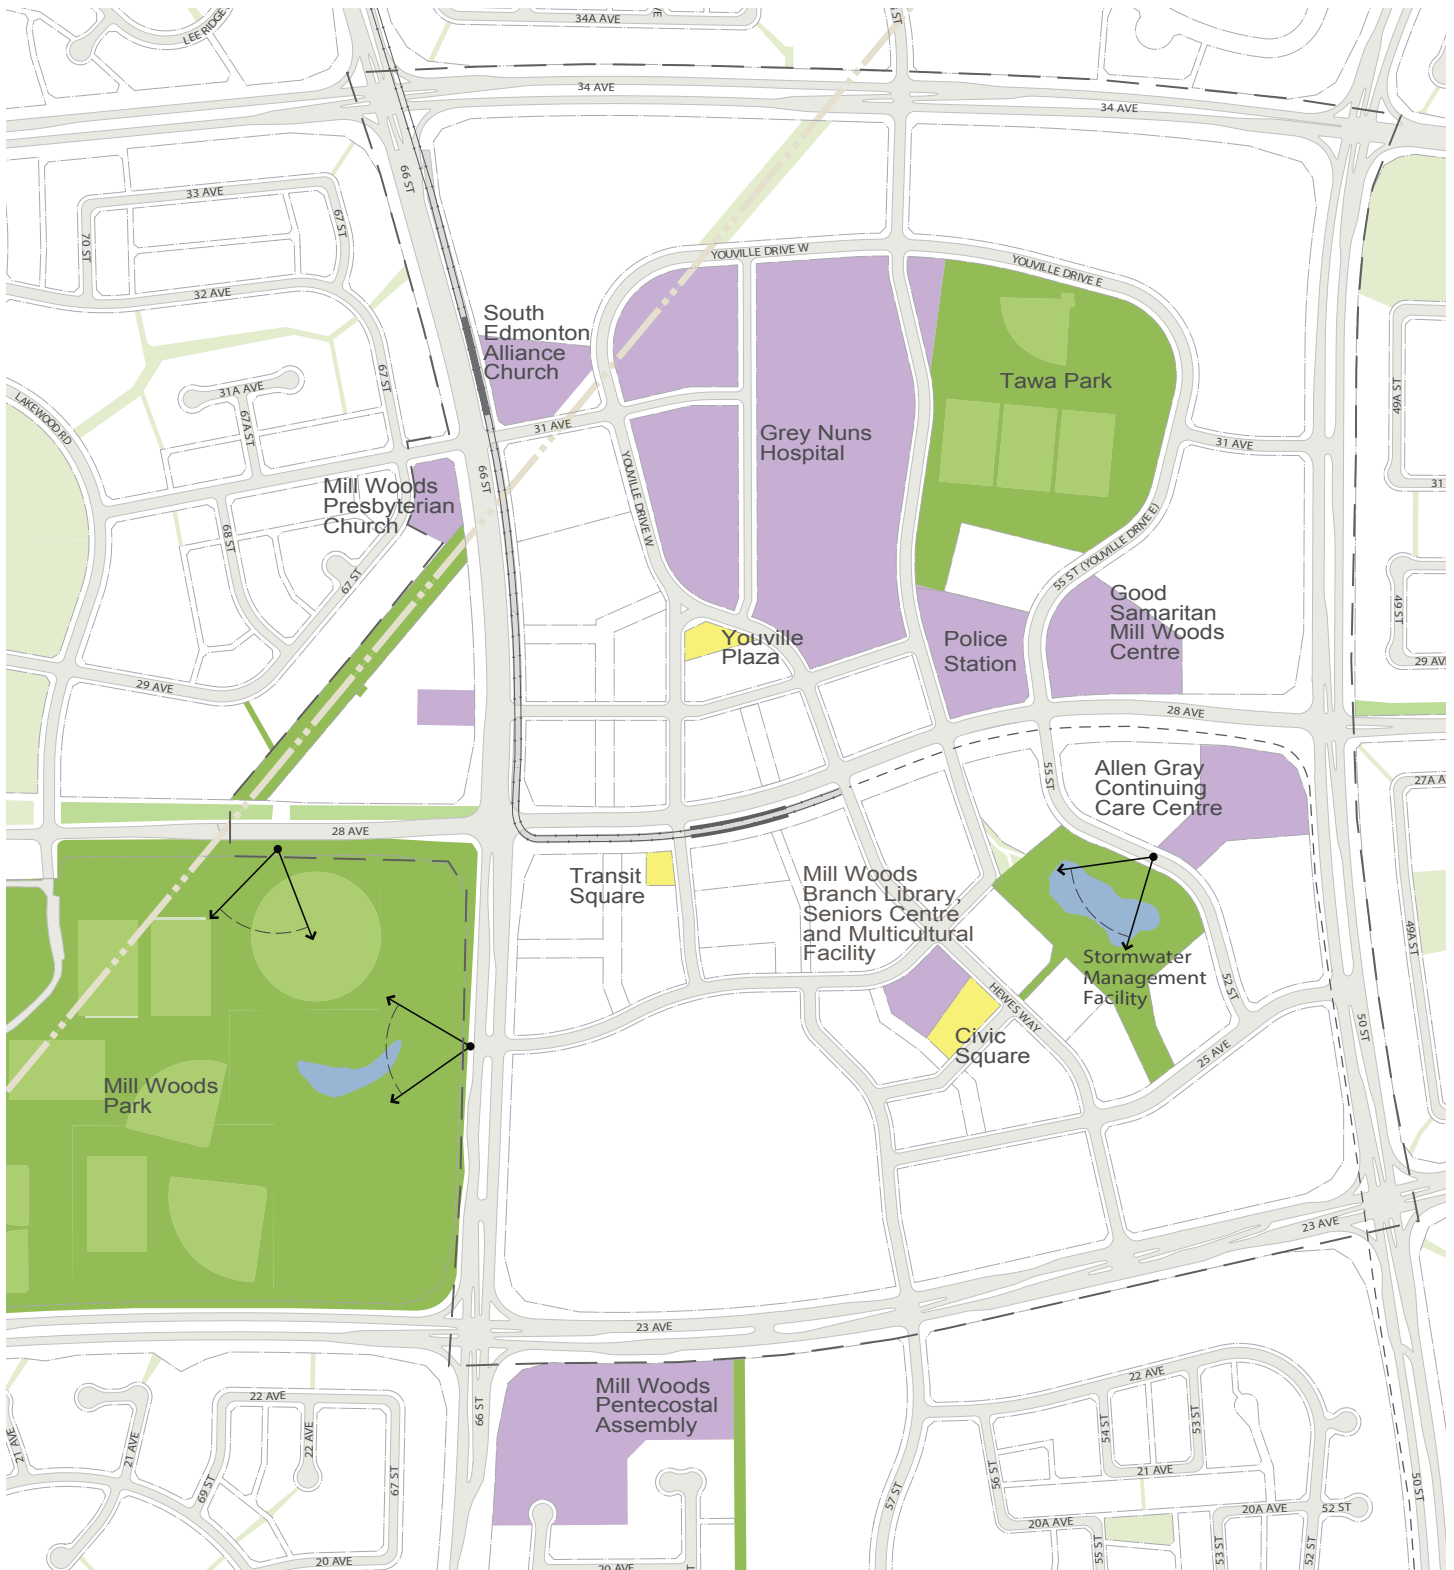 LEE RIDGE
34A AVE
34 AVE
34 AVE
66 ST
33 AVE
67 ST
70 ST
32 AVE
YOUVILLE DRIVE W
YOUVILLE DRIVE E
South
Edmonton
Alliance
Church
Tawa Park
67 ST
31A AVE
67A ST
LAKEWOOD RD
49A ST
31 AVE
31 AVE
Grey Nuns
Hospital
YOUVILLE DRIVE W
66 ST
Mill Woods
Presbyterian
Church
68 ST
67 ST
31
55 ST (YOUVILLE DRIVE E)
Good
Samaritan
Mill Woods
Centre
49 ST
Youville
Plaza
Police
Station
29 AVE
29 AV
28 AVE
55 ST
Allen Gray
Continuing
Care Centre
27A A
28 AVE
Transit
Square
Mill Woods
Branch Library,
Seniors Centre
and Multicultural
Facility
49A ST
Stormwater
Management
Facility
52 ST
HEWES WAY
50 ST
Civic
Square
25 AVE
Mill Woods
Park
23 AVE
23 AVE
Mill Woods
Pentecostal
Assembly
22 AVE
22 AVE
66 ST
22 AVE
21 AVE
21 AVE
54 ST
53 ST
21 AVE
69 ST
67 ST
56 ST
57 ST
50 ST
20A AVE
52 ST
20A AVE
55 ST
53 ST
52 ST
20 AVE
20 AVE